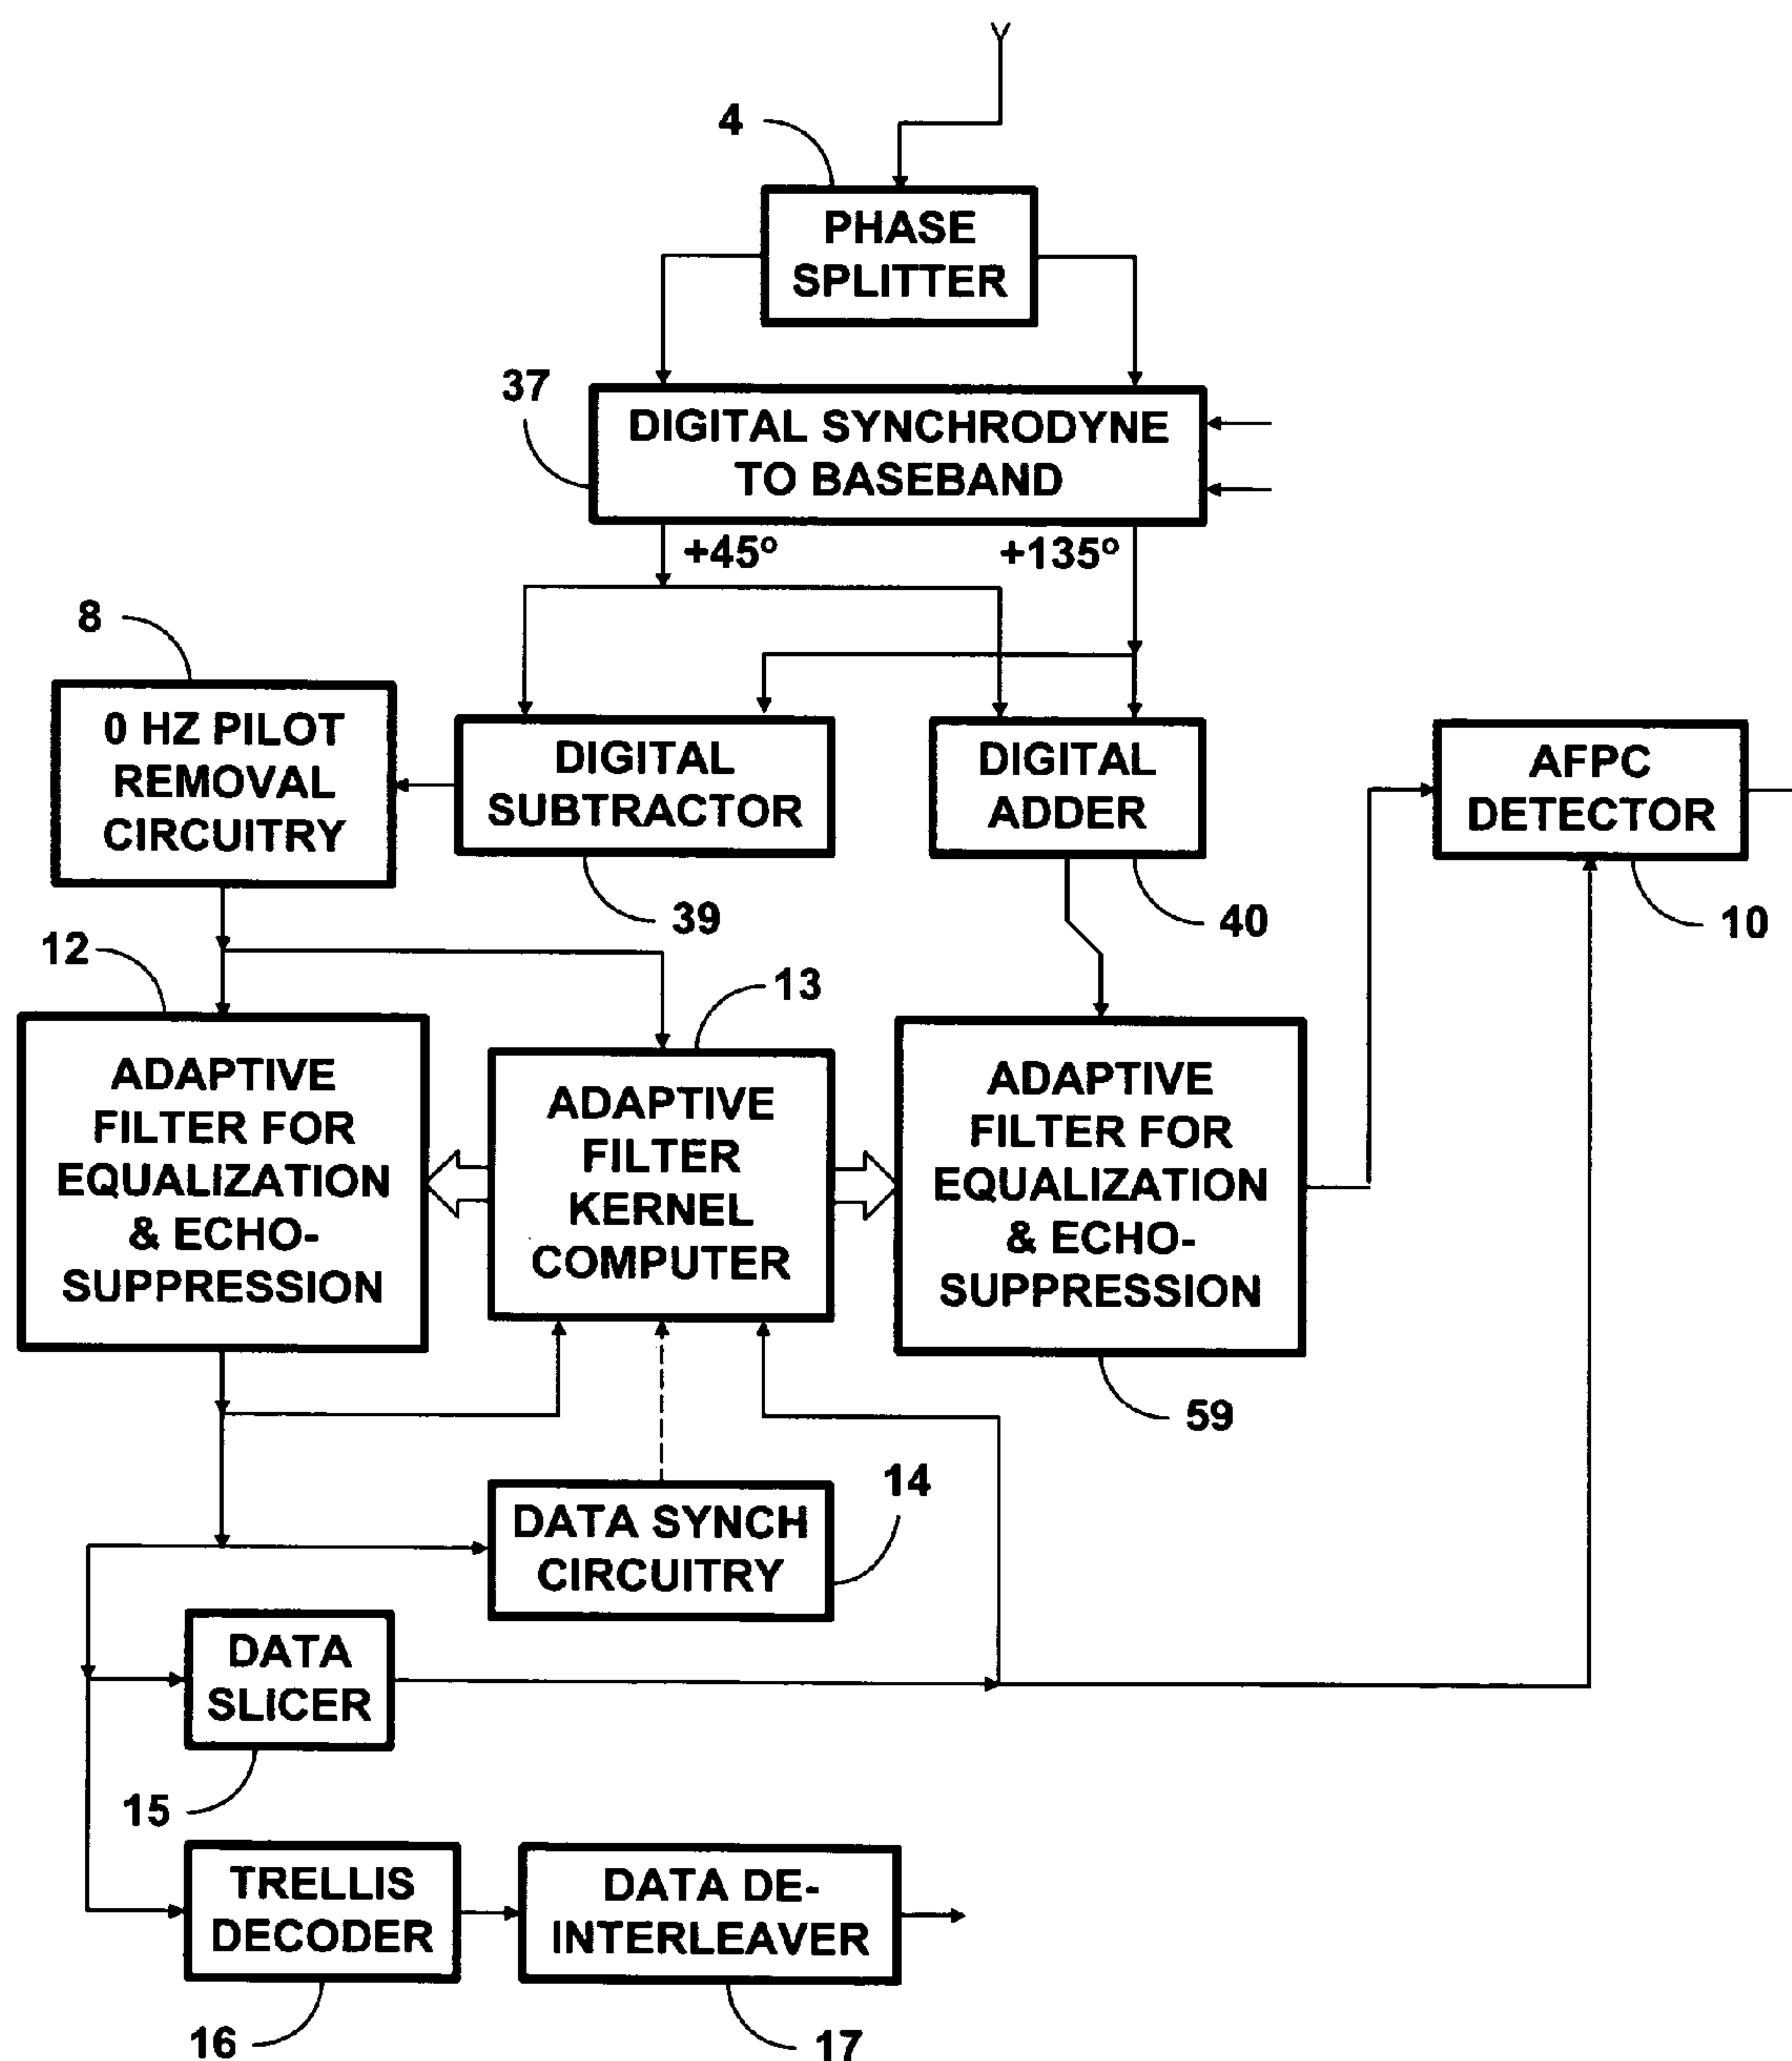 4
PHASE
SPLITTER
37
DIGITAL SYNCHRODYNE
TO BASEBAND
+45°
+135°
8
0 HZ PILOT
REMOVAL
CIRCUITRY
DIGITAL
SUBTRACTOR
39
DIGITAL
ADDER
40
AFPC
DETECTOR
10
12
ADAPTIVE
FILTER FOR
EQUALIZATION
& ECHO-
SUPPRESSION
13
ADAPTIVE
FILTER
KERNEL
COMPUTER
ADAPTIVE
FILTER FOR
EQUALIZATION
& ECHO-
SUPPRESSION
59
14
DATA SYNCH
CIRCUITRY
DATA
SLICER
15
TRELLIS
DECODER
16
DATA DE-
INTERLEAVER
17